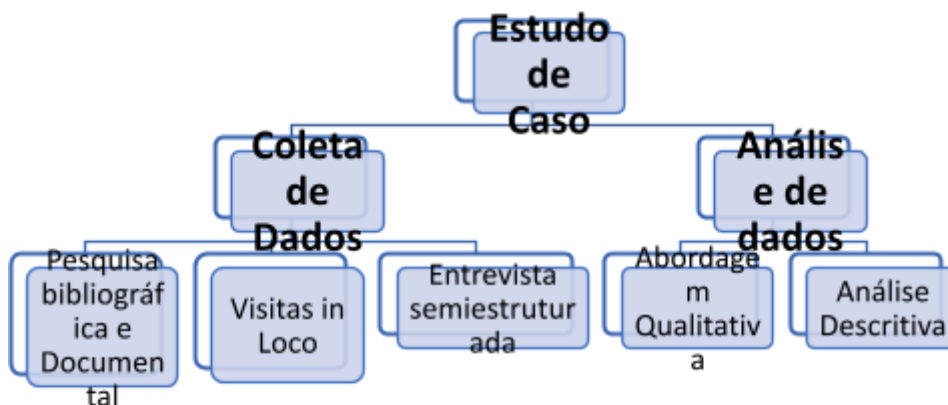 Estudo
de
Caso
Coleta
de
Dados
Anális
e de
dados
Pesquisa
bibliográf
ica e
Documen
tal
Visitas in
Loco
Entrevista
semiestrutur
ada
Abordage
m
Qualitativ
a
Análise
Descritiva